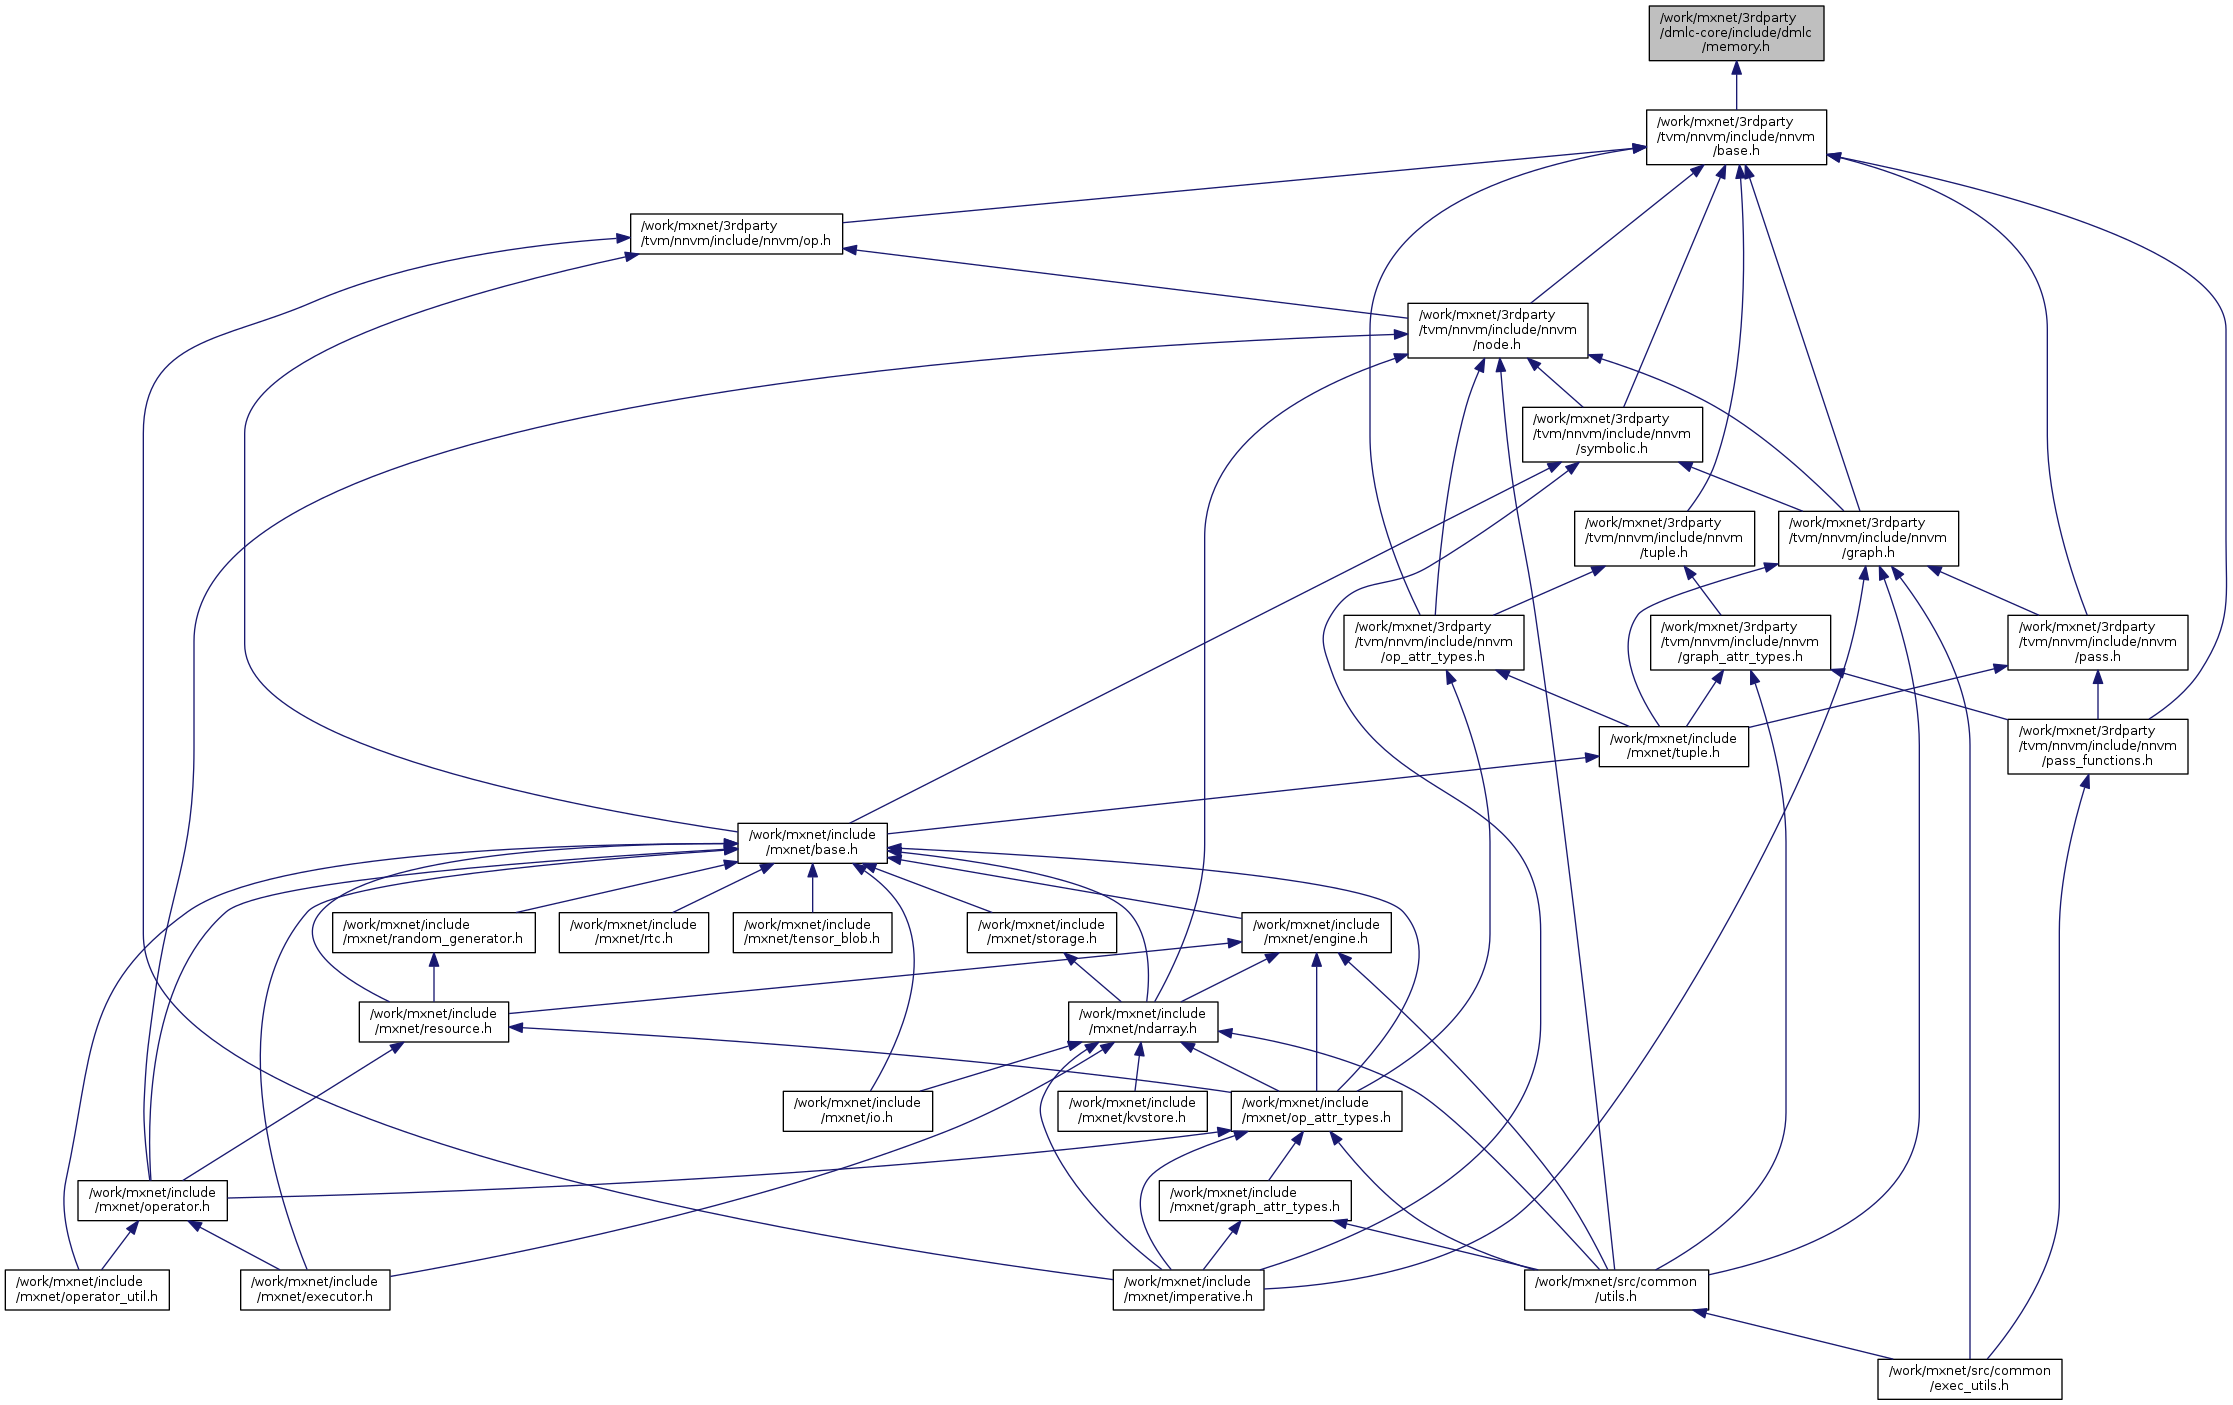 /work/mxnet/3rdparty
/dmlc-core/include/dmlc
/memory.h
/work/mxnet/3rdparty
/tvm/nnvm/include/nnvm
/base.h
/work/mxnet/3rdparty
/tvm/nnvm/include/nnvm/op.h
/work/mxnet/3rdparty
/tvm/nnvm/include/nnvm
/node.h
/work/mxnet/3rdparty
/tvm/nnvm/include/nnvm
/symbolic.h
/work/mxnet/3rdparty
/tvm/nnvm/include/nnvm
/tuple.h
/work/mxnet/3rdparty
/tvm/nnvm/include/nnvm
/graph.h
/work/mxnet/3rdparty
/tvm/nnvm/include/nnvm
/op_attr_types.h
/work/mxnet/3rdparty
/tvm/nnvm/include/nnvm
/graph_attr_types.h
/work/mxnet/3rdparty
/tvm/nnvm/include/nnvm
/pass.h
/work/mxnet/include
/mxnet/tuple.h
/work/mxnet/3rdparty
/tvm/nnvm/include/nnvm
/pass_functions.h
/work/mxnet/include
/mxnet/base.h
/work/mxnet/include
/mxnet/random_generator.h
/work/mxnet/include
/mxnet/rtc.h
/work/mxnet/include
/mxnet/tensor_blob.h
/work/mxnet/include
/mxnet/storage.h
/work/mxnet/include
/mxnet/engine.h
/work/mxnet/include
/mxnet/resource.h
/work/mxnet/include
/mxnet/ndarray.h
/work/mxnet/include
/mxnet/io.h
/work/mxnet/include
/mxnet/kvstore.h
/work/mxnet/include
/mxnet/op_attr_types.h
/work/mxnet/include
/mxnet/operator.h
/work/mxnet/include
/mxnet/graph_attr_types.h
/work/mxnet/include
/mxnet/operator_util.h
/work/mxnet/include
/mxnet/executor.h
/work/mxnet/include
/mxnet/imperative.h
/work/mxnet/src/common
/utils.h
/work/mxnet/src/common
/exec_utils.h